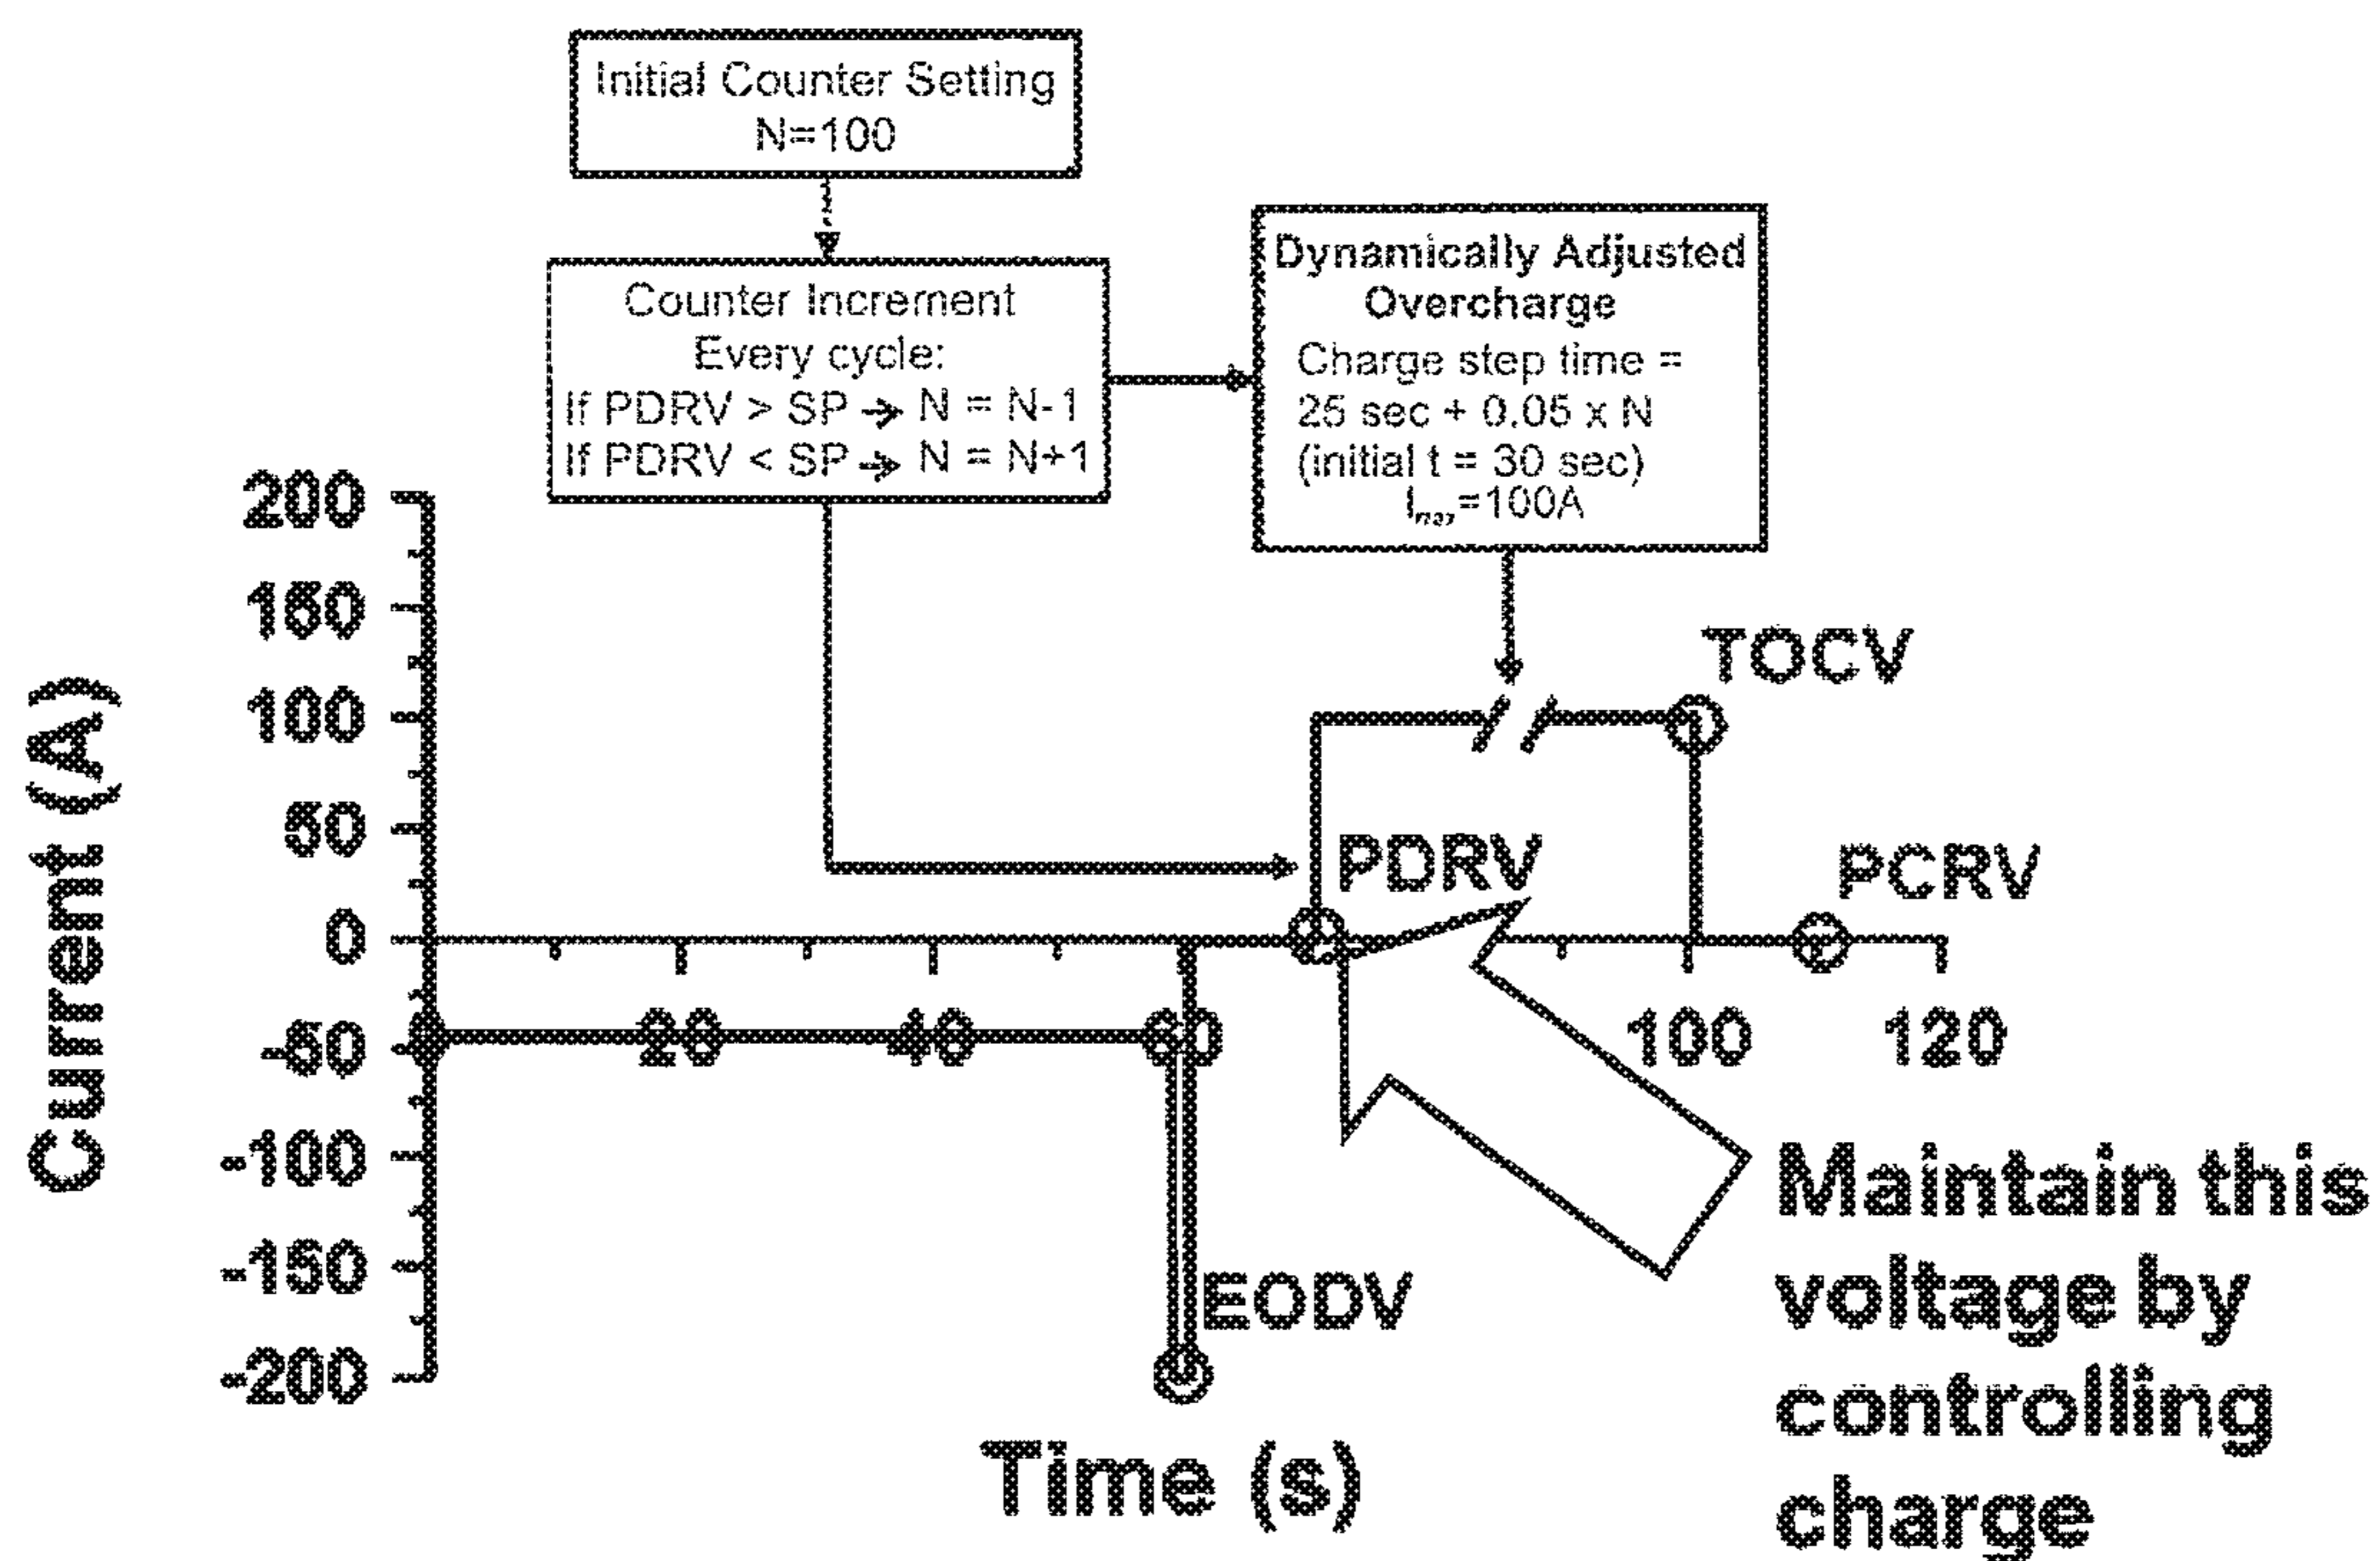 Initial Counter Setting
N=100
Counter Increment
Every cycle:
If PDRV > SP → N = N-1
If PDRV < SP → N = N+1
Dynamically Adjusted
Overcharge
Charge step time =
25 sec + 0.05 x N
(initial t = 30 sec)
Imax=100A
Current (A)
200
150
100
50
0
-50
-100
-150
-200
20
40
60
100
120
TOCV
PDRV
PCRV
EODV
Time (s)
Maintain this
voltage by
controlling
charge